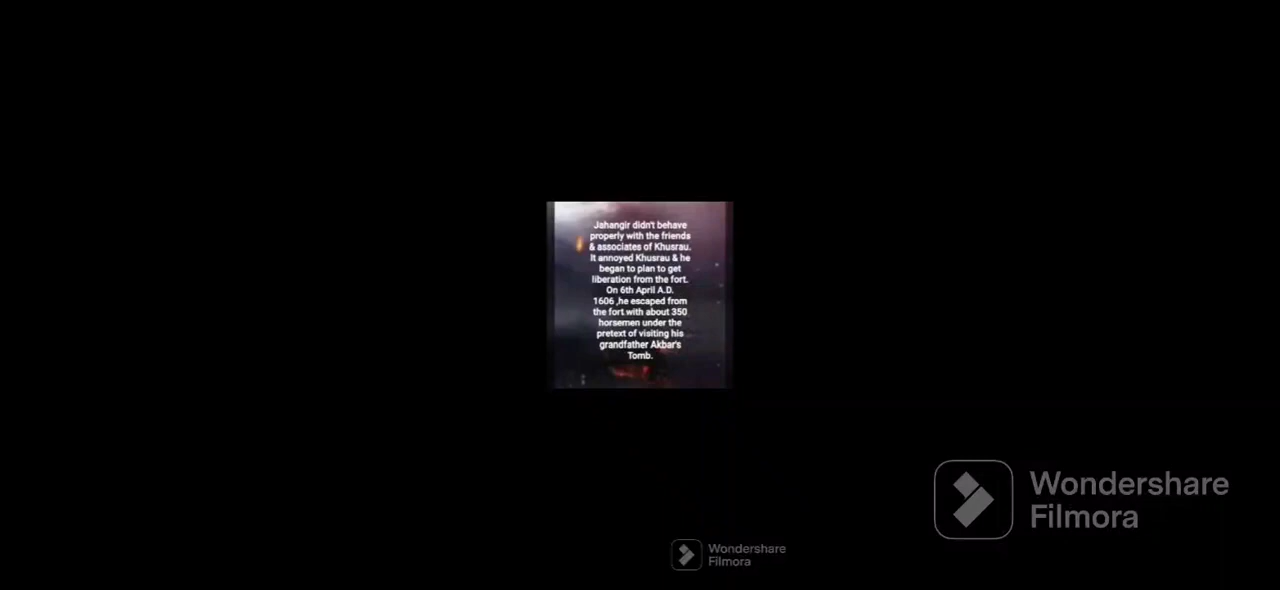 Jahangir didn't behave
properly with the friends
& associates of Khusrau.
It annoyed Khusrau & he
began to plan to get
liberation from the fort.
On 6th April A.D.
1606 ,he escaped from
the fort with about 350
horsemen under the
pretext of visiting his
grandfather Akbar's
Tomb.
Wondershare
Filmora
Wondershare
Filmora